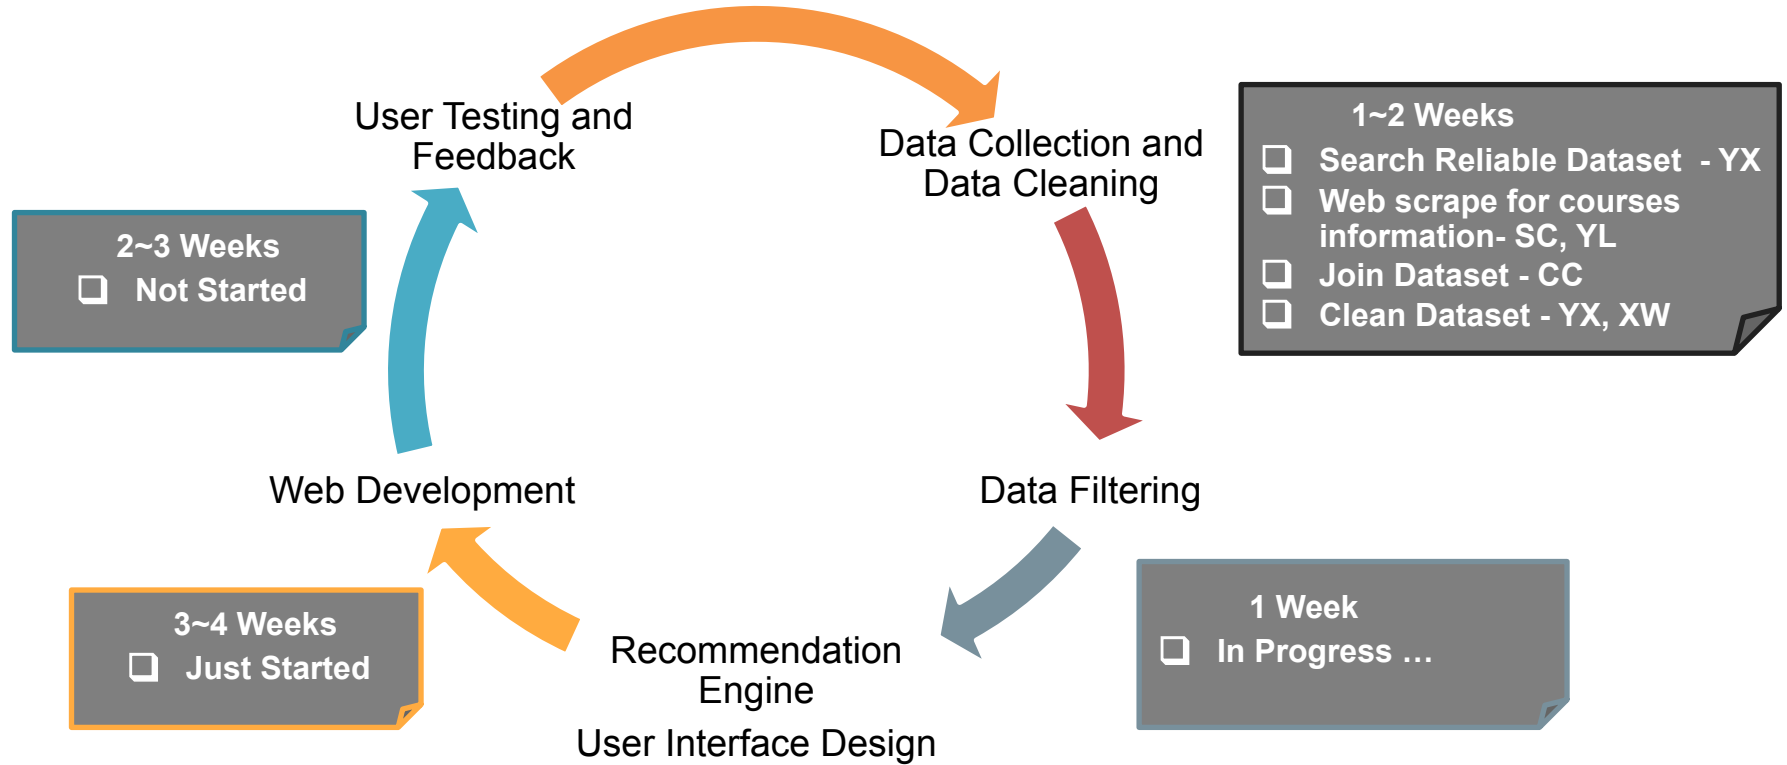 User Testing and
Feedback
Data Collection and
Data Cleaning
1~2 Weeks
❑ Search Reliable Dataset  - YX
❑ Web scrape for courses
information- SC, YL
❑ Join Dataset - CC
❑ Clean Dataset - YX, XW
2~3 Weeks
❑ Not Started
Web Development
Data Filtering
3~4 Weeks
❑ Just Started
Recommendation
Engine
User Interface Design
1 Week
❑ In Progress …